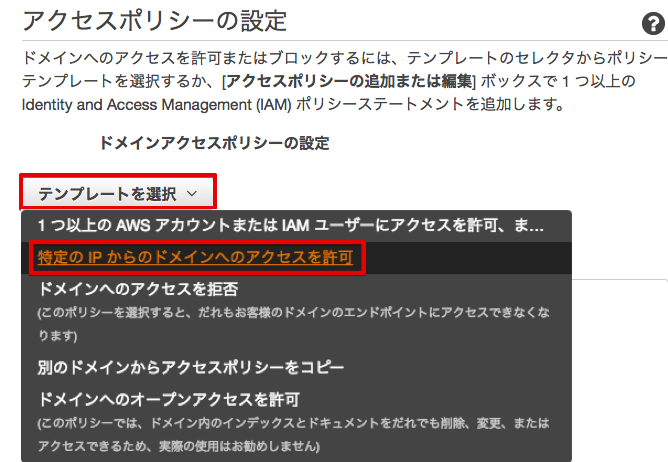 アクセスポリシーの設定
?
ドメインへのアクセスを許可またはブロックするには、テンプレートのセレクタからポリシー
テンプレートを選択するか、[アクセスポリシーの追加または編集] ボックスで 1 つ以上の
Identity and Access Management (IAM) ポリシーステートメントを追加します。
ドメインアクセスポリシーの設定
テンプレートを選択
1 つ以上の AWS アカウントまたは IAM ユーザーにアクセスを許可、ま...
特定の IP からのドメインへのアクセスを許可
ドメインへのアクセスを拒否
(このポリシーを選択すると、だれもお客様のドメインのエンドポイントにアクセスできなくな
ります)
別のドメインからアクセスポリシーをコピー
ドメインへのオープンアクセスを許可
(このポリシーでは、ドメイン内のインデックスとドキュメントをだれでも削除、変更、または
アクセスできるため、実際の使用はお勧めしません)